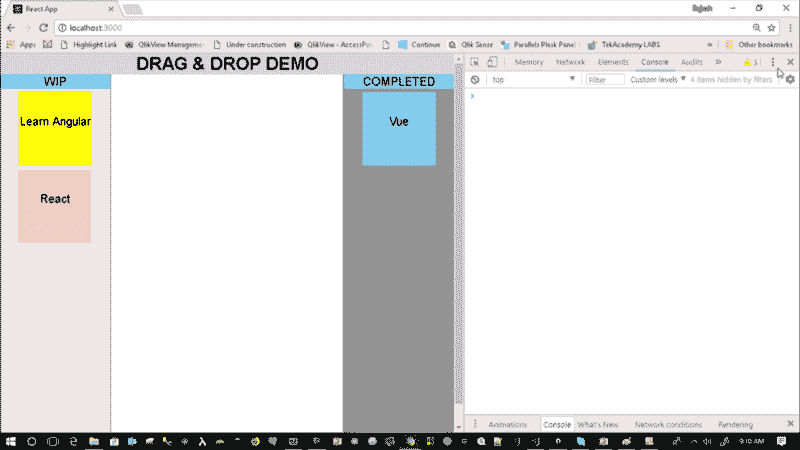 React App
Rajesh
localhost:3000
Apps Highlight Link QlikView Manageme Under construction QlikView - AccessPoi Continue Qlik Sense Parallels Plesk Panel TekAcademy LABS » Other bookmarks
DRAG & DROP DEMO
Memory Network Elements Console Audits » 3
top Filter Custom levels 4 items hidden by filters
WIP
COMPLETED
Learn Angular
Vue
React
Animations Console What's New Network conditions Rendering
9:10 AM